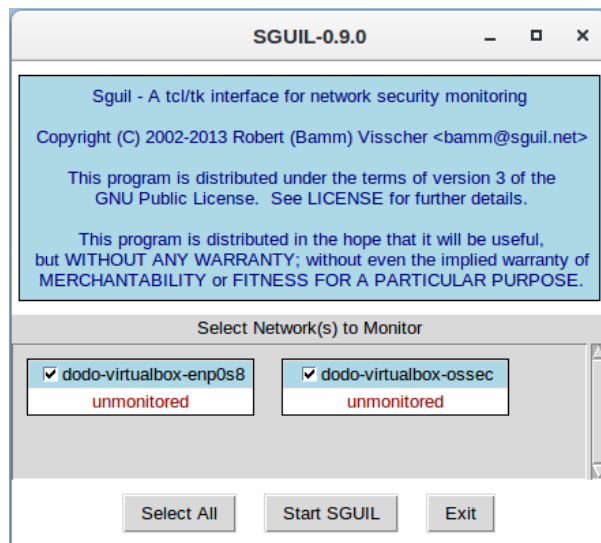 SGUIL-0.9.0
Sguil - A tcl/tk interface for network security monitoring
Copyright (C) 2002-2013 Robert (Bamm) Visscher <bamm@sguil.net>
This program is distributed under the terms of version 3 of the
GNU Public License.  See LICENSE for further details.
This program is distributed in the hope that it will be useful,
but WITHOUT ANY WARRANTY; without even the implied warranty of
MERCHANTABILITY or FITNESS FOR A PARTICULAR PURPOSE.
Select Network(s) to Monitor
dodo-virtualbox-enp0s8 dodo-virtualbox-ossec
unmonitored unmonitored
Select All Start SGUIL Exit